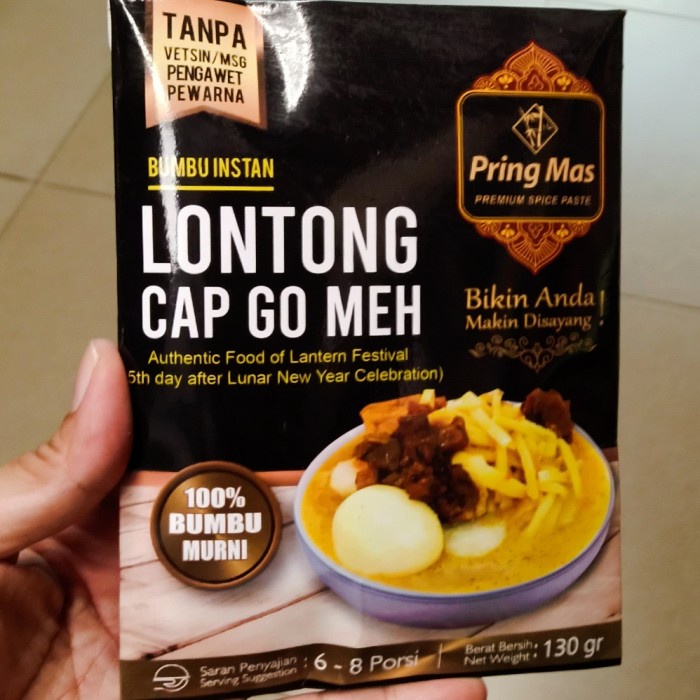 TANPA
VETSIN/MSG
PENGAWET
PEWARNA
Pring Mas
PREMIUM SPICE PASTE
BUMBU INSTAN
LONTONG
CAP GO MEH
Bikin Anda
Makin Disayang !
Authentic Food of Lantern Festival
5th day after Lunar New Year Celebration)
100%
BUMBU
MURNI
Saran Penyajian : 6 - 8 Porsi
Serving Suggestion
Berat Bersih : 130 gr
Net Weight